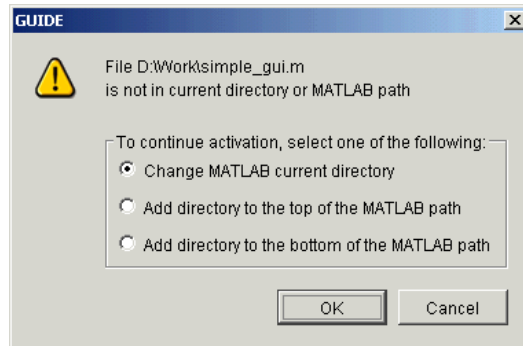 GUIDE
File D:\Work\simple_gui.m
is not in current directory or MATLAB path
To continue activation, select one of the following:
Change MATLAB current directory
Add directory to the top of the MATLAB path
Add directory to the bottom of the MATLAB path
OK
Cancel